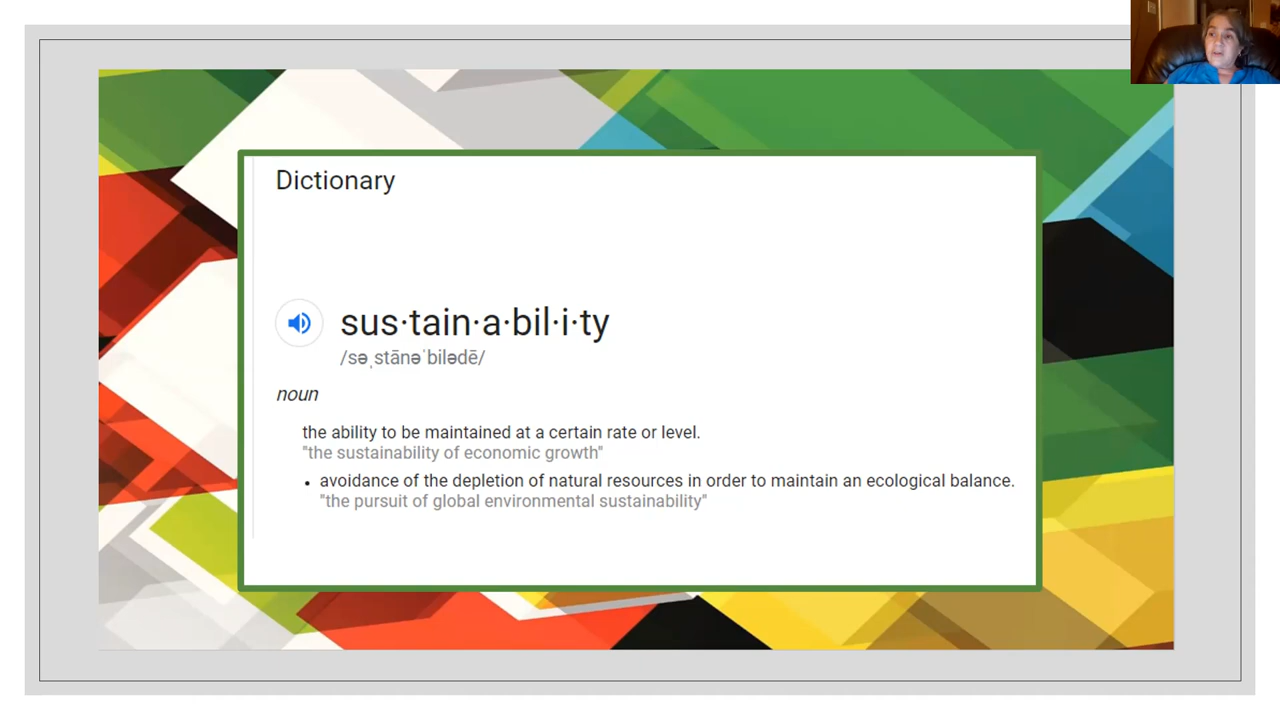 Dictionary
sus·tain·a·bil·i·ty
/səˌstānəˈbilədē/
noun
the ability to be maintained at a certain rate or level.
"the sustainability of economic growth"
• avoidance of the depletion of natural resources in order to maintain an ecological balance.
"the pursuit of global environmental sustainability"